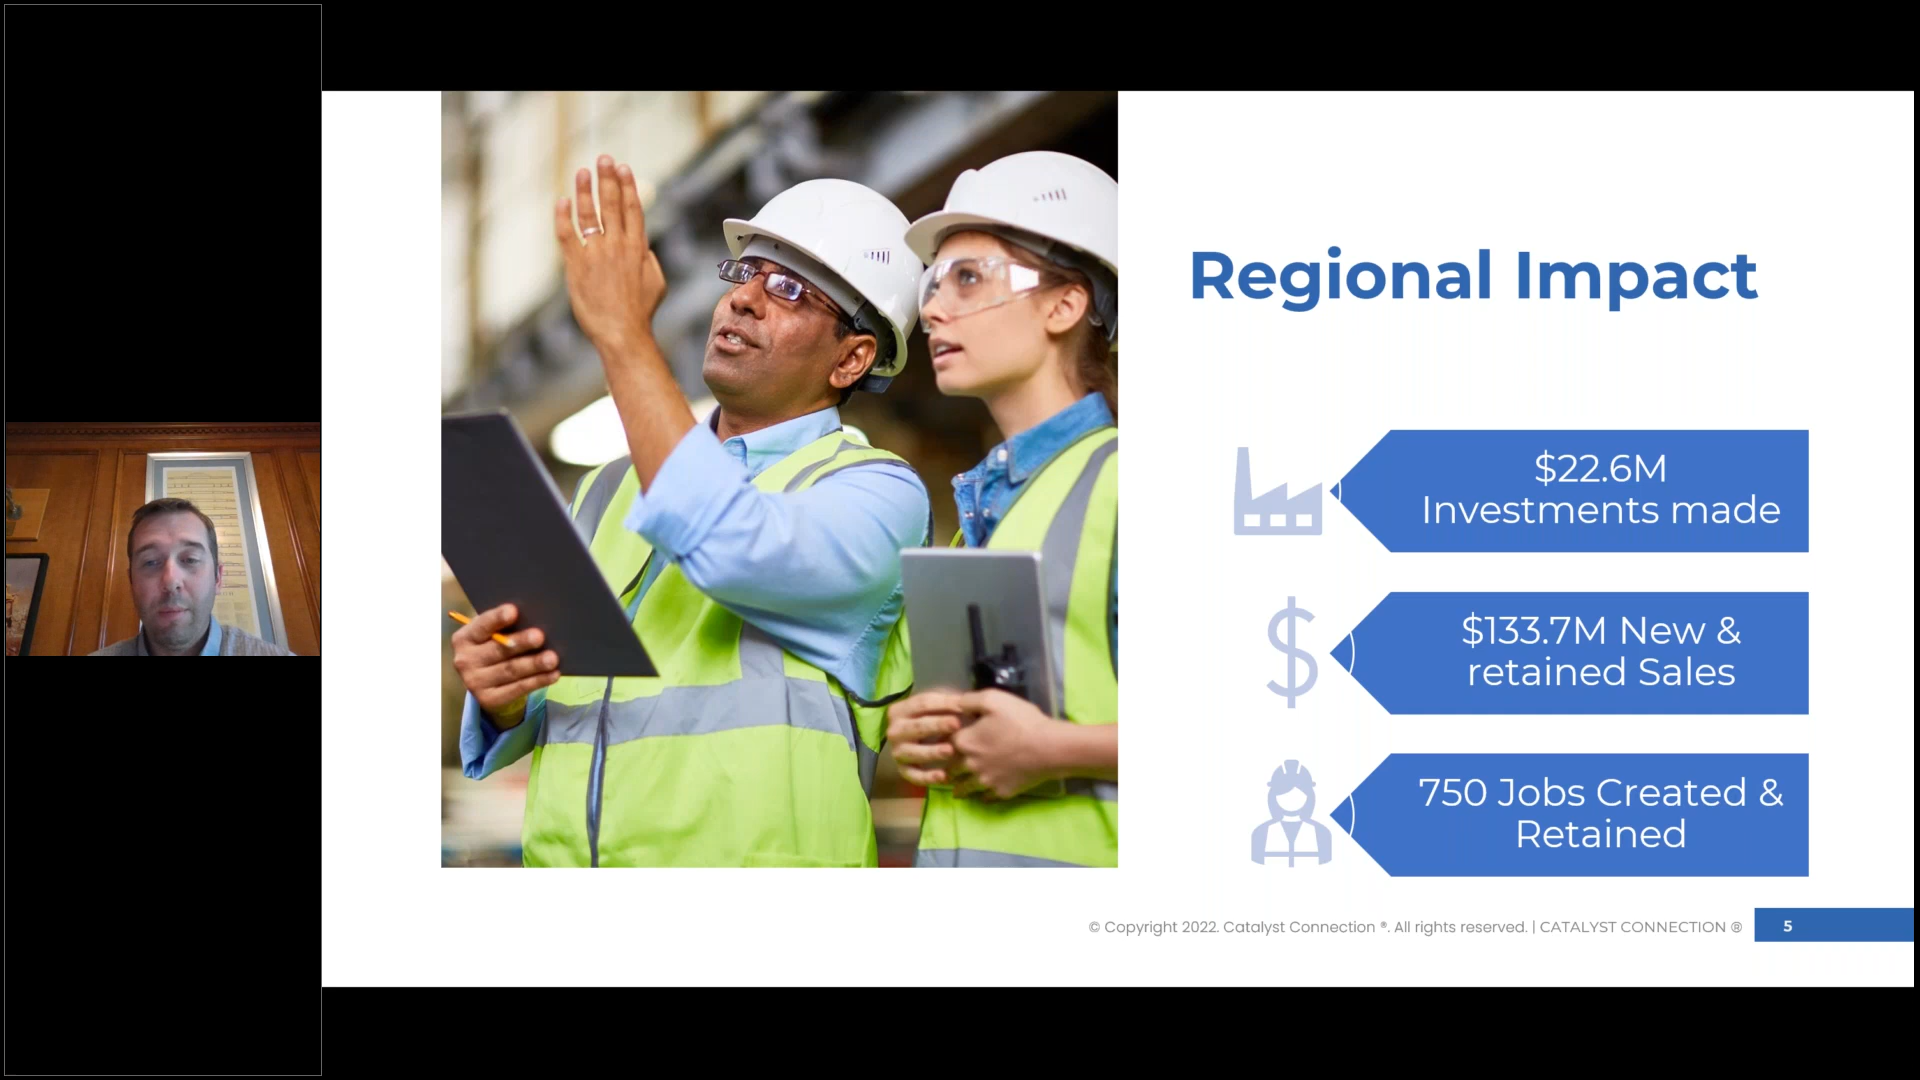 Regional Impact
$22.6M
Investments made
$133.7M New &
retained Sales
750 Jobs Created &
Retained
© Copyright 2022. Catalyst Connection ®. All rights reserved. | CATALYST CONNECTION ®
5